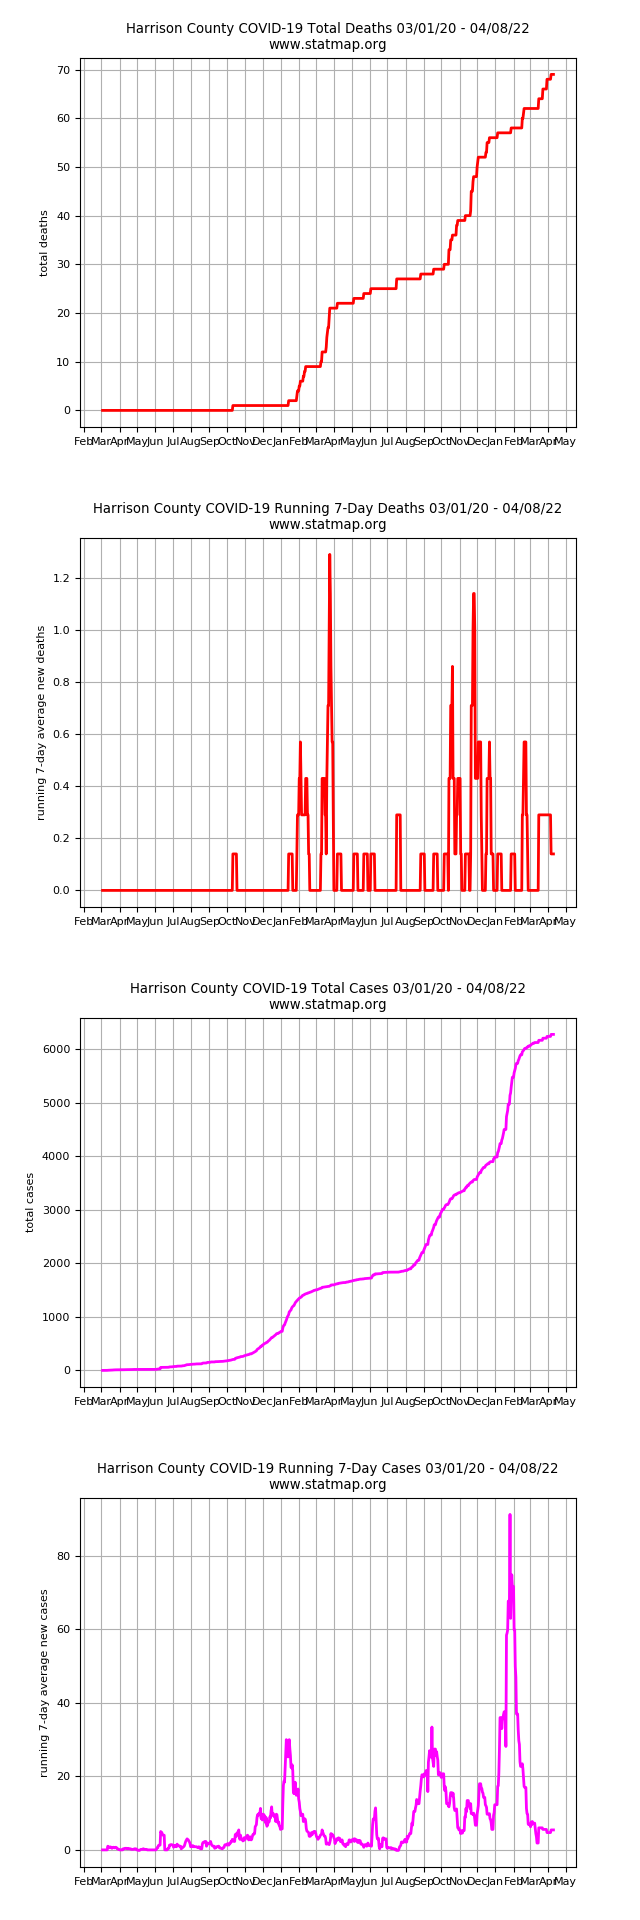 Harrison County COVID-19 Total Deaths 03/01/20 - 04/08/22
www.statmap.org
total deaths
70
60
50
40
30
20
10
0
Feb Mar Apr May Jun Jul Aug Sep Oct Nov Dec Jan Feb Mar Apr May Jun Jul Aug Sep Oct Nov Dec Jan Feb Mar Apr May
Harrison County COVID-19 Running 7-Day Deaths 03/01/20 - 04/08/22
www.statmap.org
running 7-day average new deaths
1.2
1.0
0.8
0.6
0.4
0.2
0.0
Feb Mar Apr May Jun Jul Aug Sep Oct Nov Dec Jan Feb Mar Apr May Jun Jul Aug Sep Oct Nov Dec Jan Feb Mar Apr May
Harrison County COVID-19 Total Cases 03/01/20 - 04/08/22
www.statmap.org
total cases
6000
5000
4000
3000
2000
1000
0
Feb Mar Apr May Jun Jul Aug Sep Oct Nov Dec Jan Feb Mar Apr May Jun Jul Aug Sep Oct Nov Dec Jan Feb Mar Apr May
Harrison County COVID-19 Running 7-Day Cases 03/01/20 - 04/08/22
www.statmap.org
running 7-day average new cases
80
60
40
20
0
Feb Mar Apr May Jun Jul Aug Sep Oct Nov Dec Jan Feb Mar Apr May Jun Jul Aug Sep Oct Nov Dec Jan Feb Mar Apr May